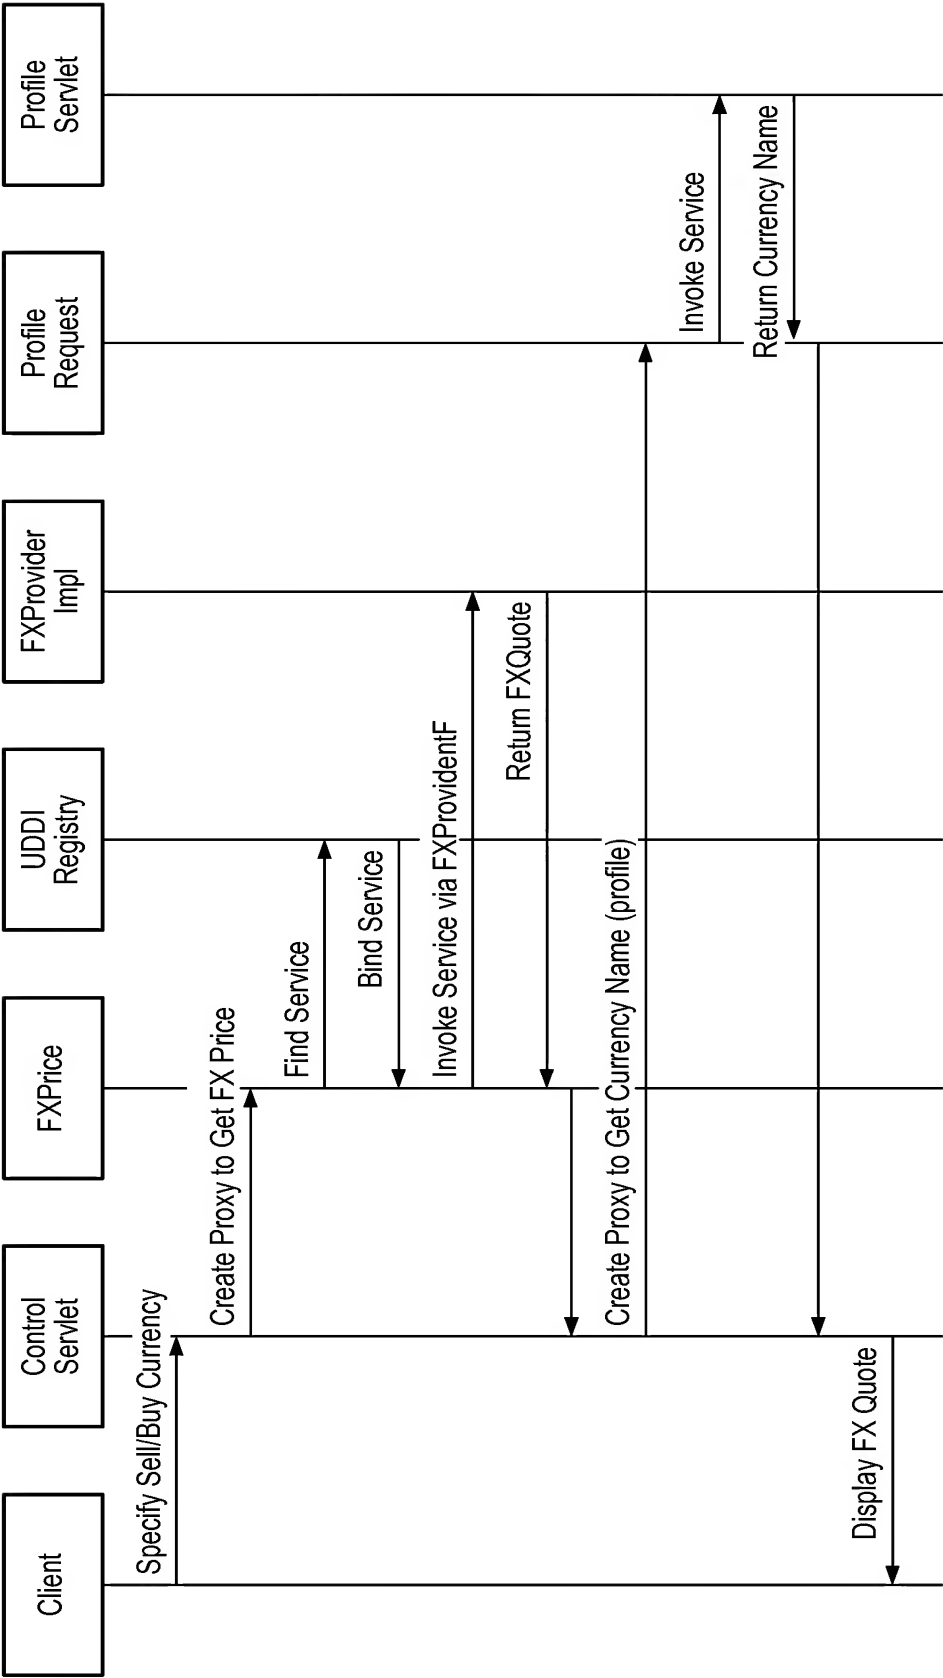 Client
Control
Servlet
FXPrice
UDDI
Registry
FXProvider
Impl
Profile
Request
Profile
Servlet
Specify Sell/Buy Currency
Create Proxy to Get FX Price
Find Service
Bind Service
Invoke Service via FXProvidentF
Return FXQuote
Create Proxy to Get Currency Name (profile)
Invoke Service
Return Currency Name
Display FX Quote